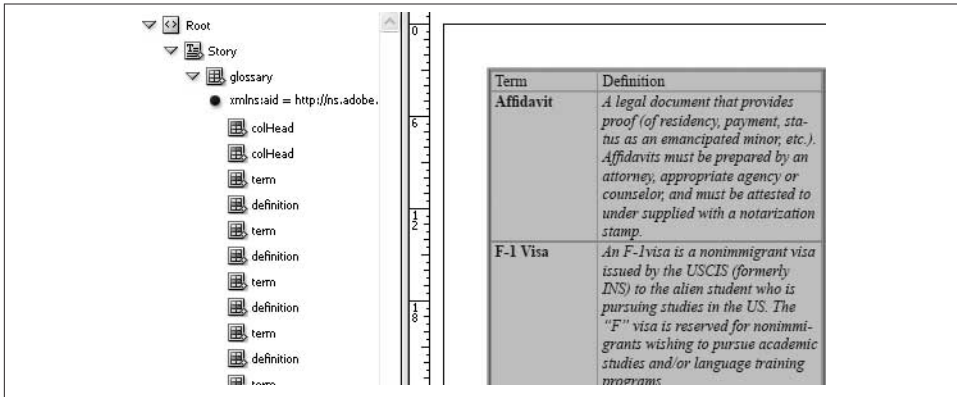 Root
Story
glossary
xmlns:aid = http://ns.adobe.
colHead
colHead
term
definition
term
definition
term
definition
term
definition
term
0
6
1
2
1
8
Term Definition
Affidavit A legal document that provides
proof (of residency, payment, sta-
tus as an emancipated minor, etc.).
Affidavits must be prepared by an
attorney, appropriate agency or
counselor, and must be attested to
under supplied with a notarization
stamp.
F-1 Visa An F-1visa is a nonimmigrant visa
issued by the USCIS (formerly
INS) to the alien student who is
pursuing studies in the US. The
“F” visa is reserved for nonimmi-
grants wishing to pursue academic
studies and/or language training
programs